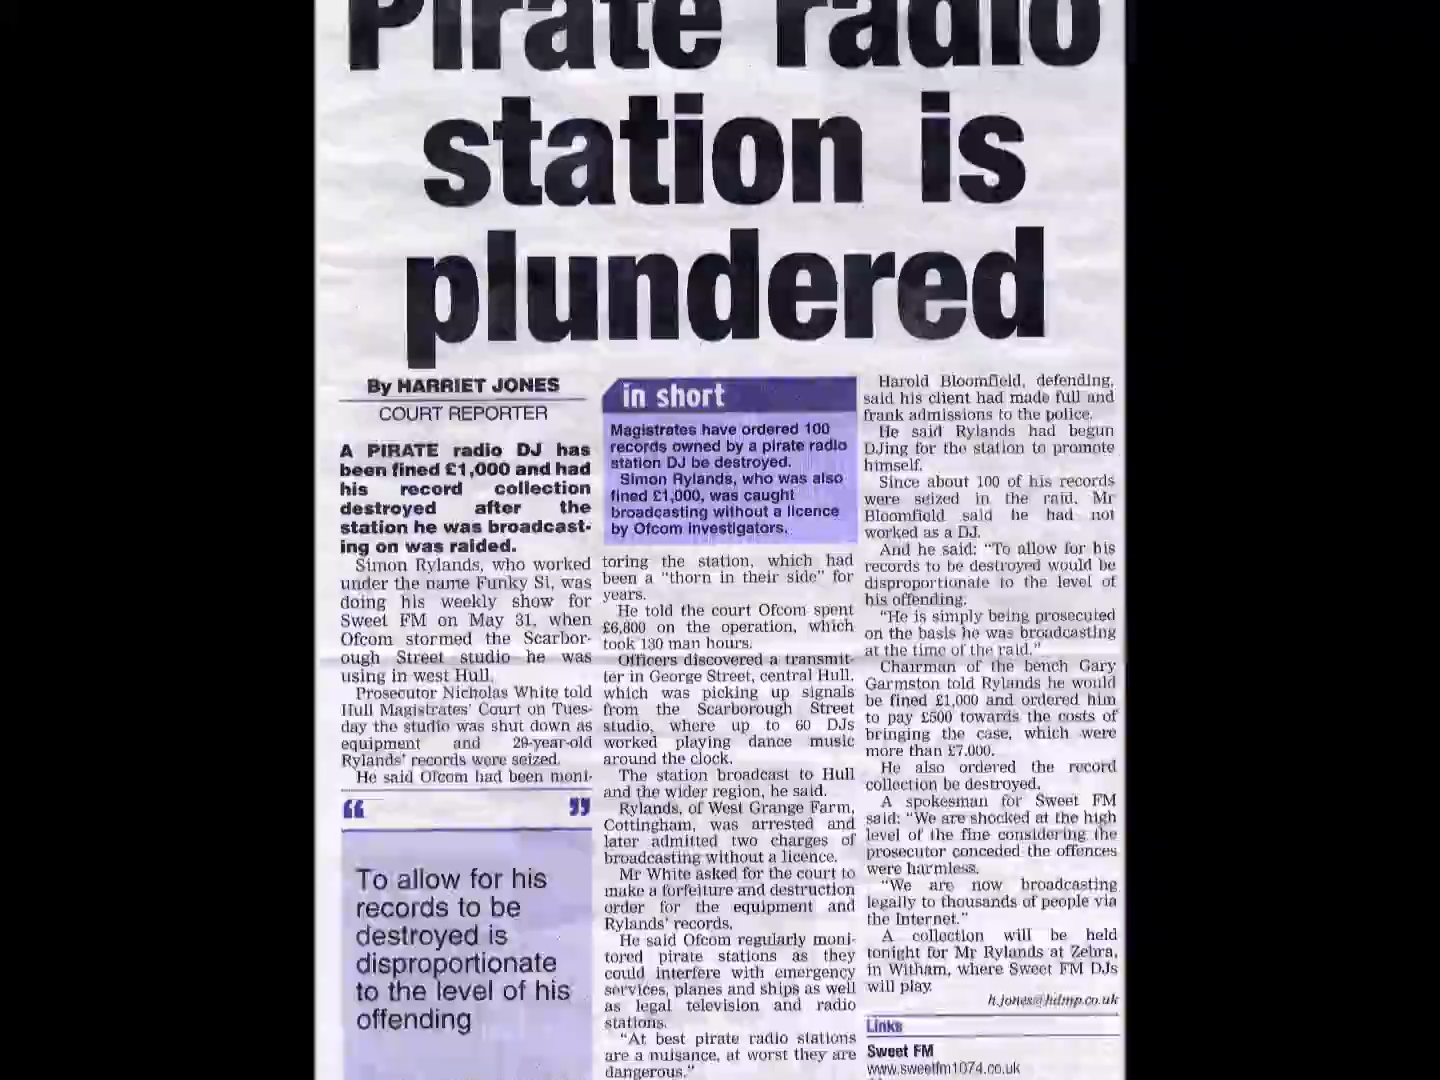 Pirate radio
station is
plundered
By HARRIET JONES
COURT REPORTER
A PIRATE radio DJ has
been fined £1,000 and had
his record collection
destroyed after the
station he was broadcast-
ing on was raided.
Simon Rylands, who worked
under the name Funky Si, was
doing his weekly show for
Sweet FM on May 31, when
Ofcom stormed the Scarbor-
ough Street studio he was
using in west Hull.
Prosecutor Nicholas White told
Hull Magistrates' Court on Tues-
day the studio was shut down as
equipment and 29-year-old
Rylands' records were seized.
He said Ofcom had been moni-
“ ”
To allow for his
records to be
destroyed is
disproportionate
to the level of his
offending
in short
Magistrates have ordered 100
records owned by a pirate radio
station DJ be destroyed.
Simon Rylands, who was also
fined £1,000, was caught
broadcasting without a licence
by Ofcom investigators.
toring the station, which had
been a “thorn in their side” for
years.
He told the court Ofcom spent
£6,800 on the operation, which
took 130 man hours.
Officers discovered a transmit-
ter in George Street, central Hull,
which was picking up signals
from the Scarborough Street
studio, where up to 60 DJs
worked playing dance music
around the clock.
The station broadcast to Hull
and the wider region, he said.
Rylands, of West Grange Farm,
Cottingham, was arrested and
later admitted two charges of
broadcasting without a licence.
Mr White asked for the court to
make a forfeiture and destruction
order for the equipment and
Rylands' records.
He said Ofcom regularly moni-
tored pirate stations as they
could interfere with emergency
services, planes and ships as well
as legal television and radio
stations.
“At best pirate radio stations
are a nuisance, at worst they are
dangerous.”
Harold Bloomfield, defending,
said his client had made full and
frank admissions to the police.
He said Rylands had begun
DJing for the station to promote
himself.
Since about 100 of his records
were seized in the raid, Mr
Bloomfield said he had not
worked as a DJ.
And he said: “To allow for his
records to be destroyed would be
disproportionate to the level of
his offending.
“He is simply being prosecuted
on the basis he was broadcasting
at the time of the raid.”
Chairman of the bench Gary
Garmston told Rylands he would
be fined £1,000 and ordered him
to pay £500 towards the costs of
bringing the case, which were
more than £7,000.
He also ordered the record
collection be destroyed.
A spokesman for Sweet FM
said: “We are shocked at the high
level of the fine considering the
prosecutor conceded the offences
were harmless.
“We are now broadcasting
legally to thousands of people via
the Internet.”
A collection will be held
tonight for Mr Rylands at Zebra,
in Witham, where Sweet FM DJs
will play.
h.jones@hdmp.co.uk
Links
Sweet FM
www.sweetfm1074.co.uk